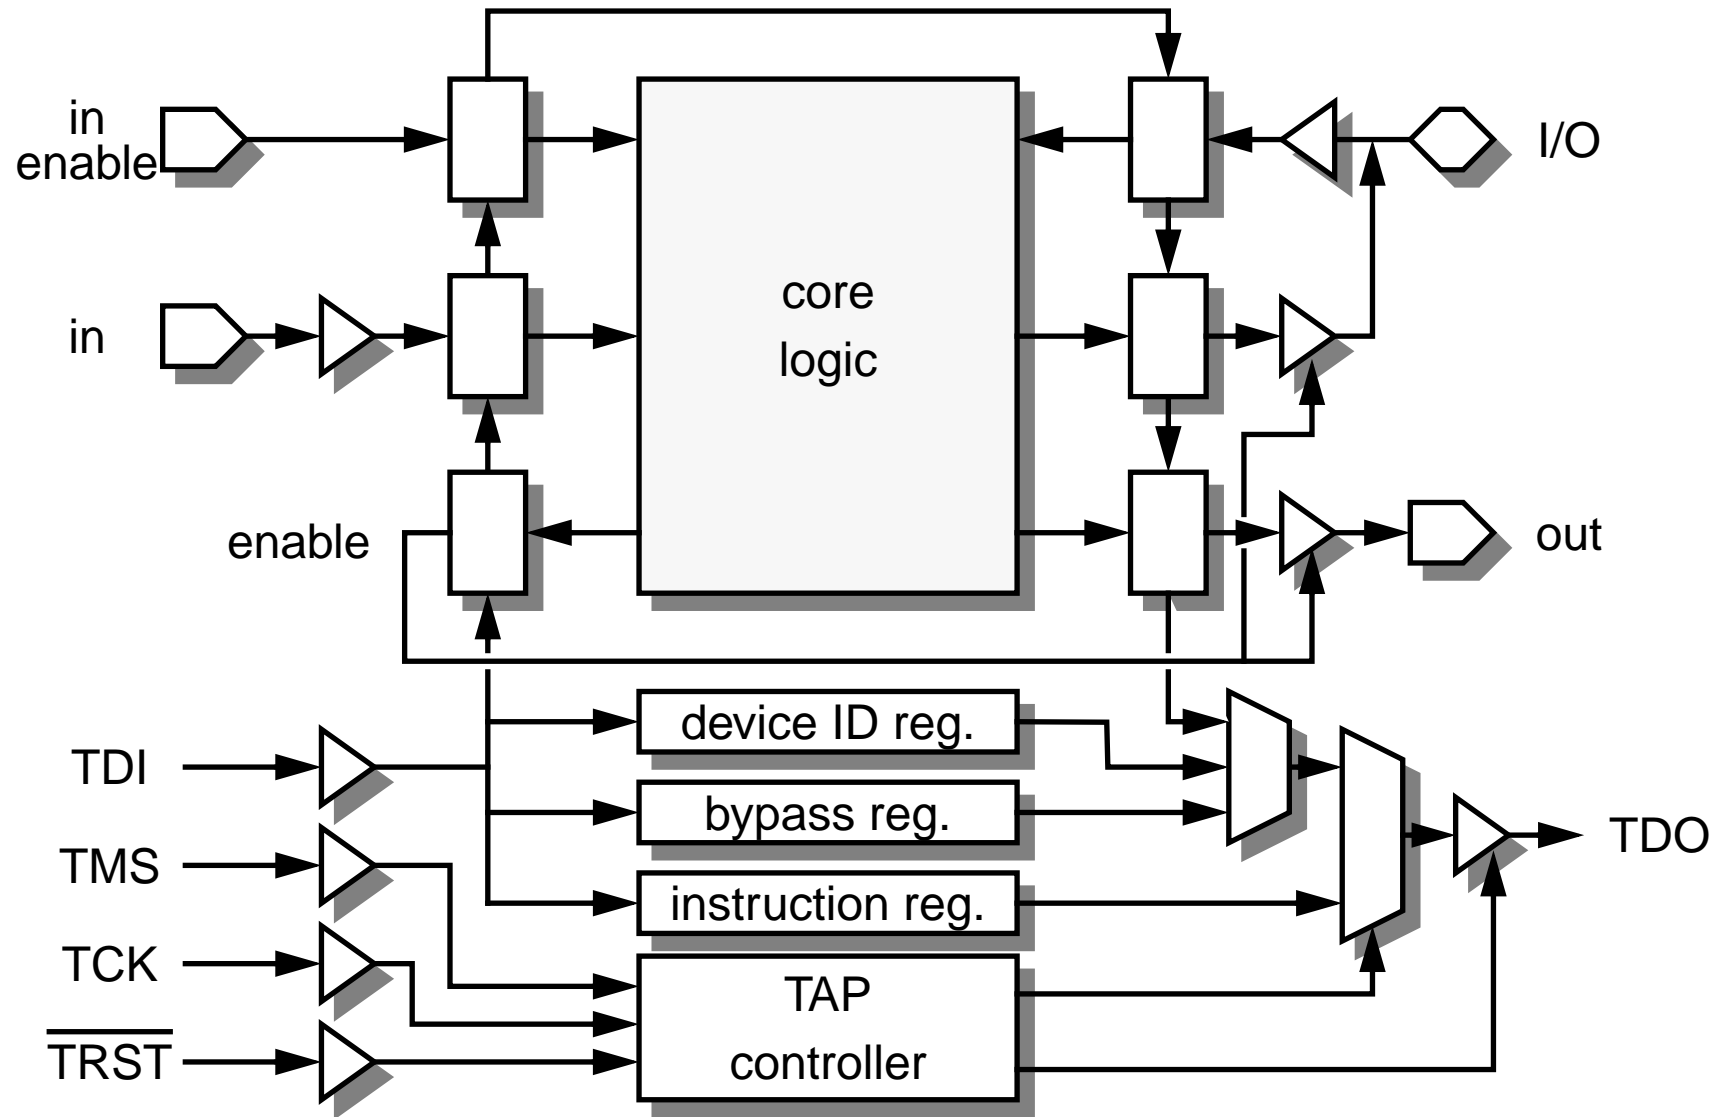 in
enable
I/O
in
core
logic
enable
out
device ID reg.
TDI
bypass reg.
TDO
TMS
instruction reg.
TCK
TAP
controller
TRST